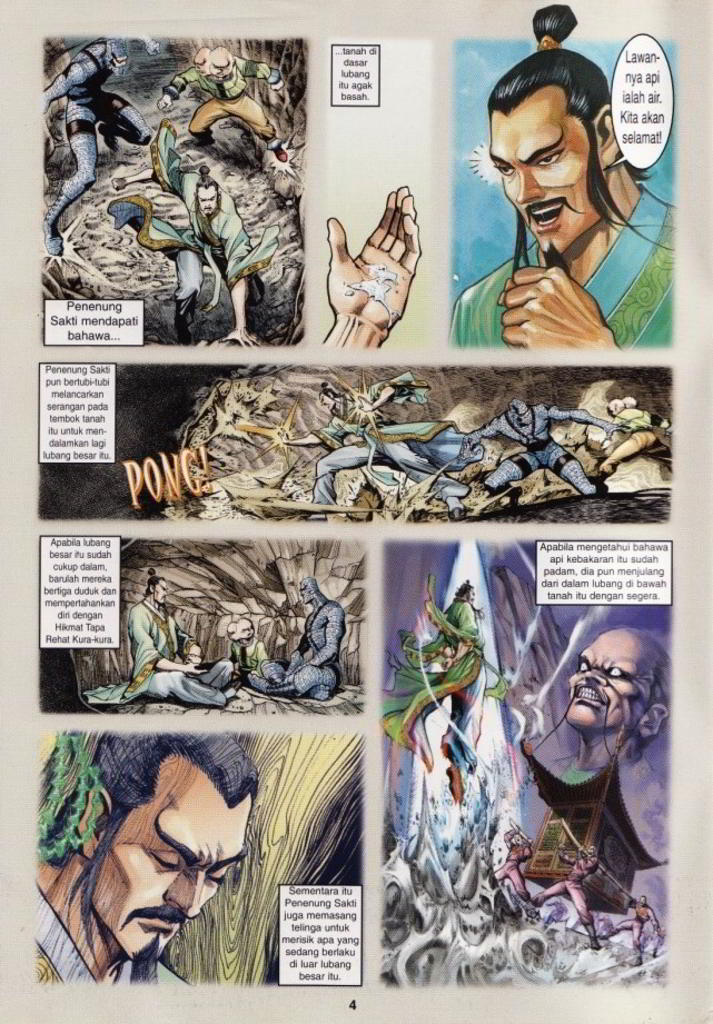 Penenung
Sakti mendapati
bahawa...
...tanah di
dasar
lubang
itu agak
basah.
Lawan-
nya api
ialah air.
Kita akan
selamat!
Penenung Sakti
pun bertubi-tubi
melancarkan
serangan pada
tembok tanah
itu untuk men-
dalamkan lagi
lubang besar itu.
PONG!
Apabila lubang
besar itu sudah
cukup dalam,
barulah mereka
bertiga duduk dan
mempertahankan
diri dengan
Hikmat Tapa
Rehat Kura-kura.
Sementara itu
Penenung Sakti
juga memasang
telinga untuk
merisik apa yang
sedang berlaku
di luar lubang
besar itu.
Apabila mengetahui bahawa
api kebakaran itu sudah
padam, dia pun menjulang
dari dalam lubang di bawah
tanah itu dengan segera.
4